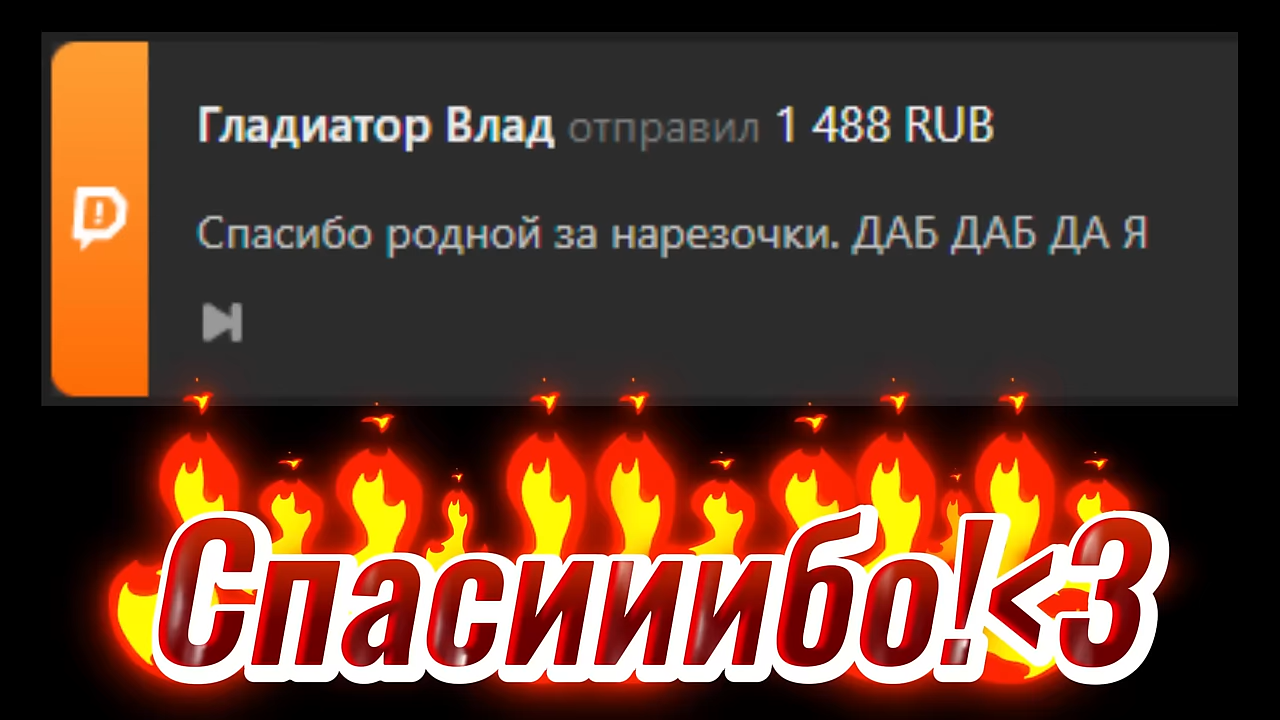 Гладиатор Влад отправил 1 488 RUB
Спасибо родной за нарезочки. ДАБ ДАБ ДА Я
Спасииибо!<3